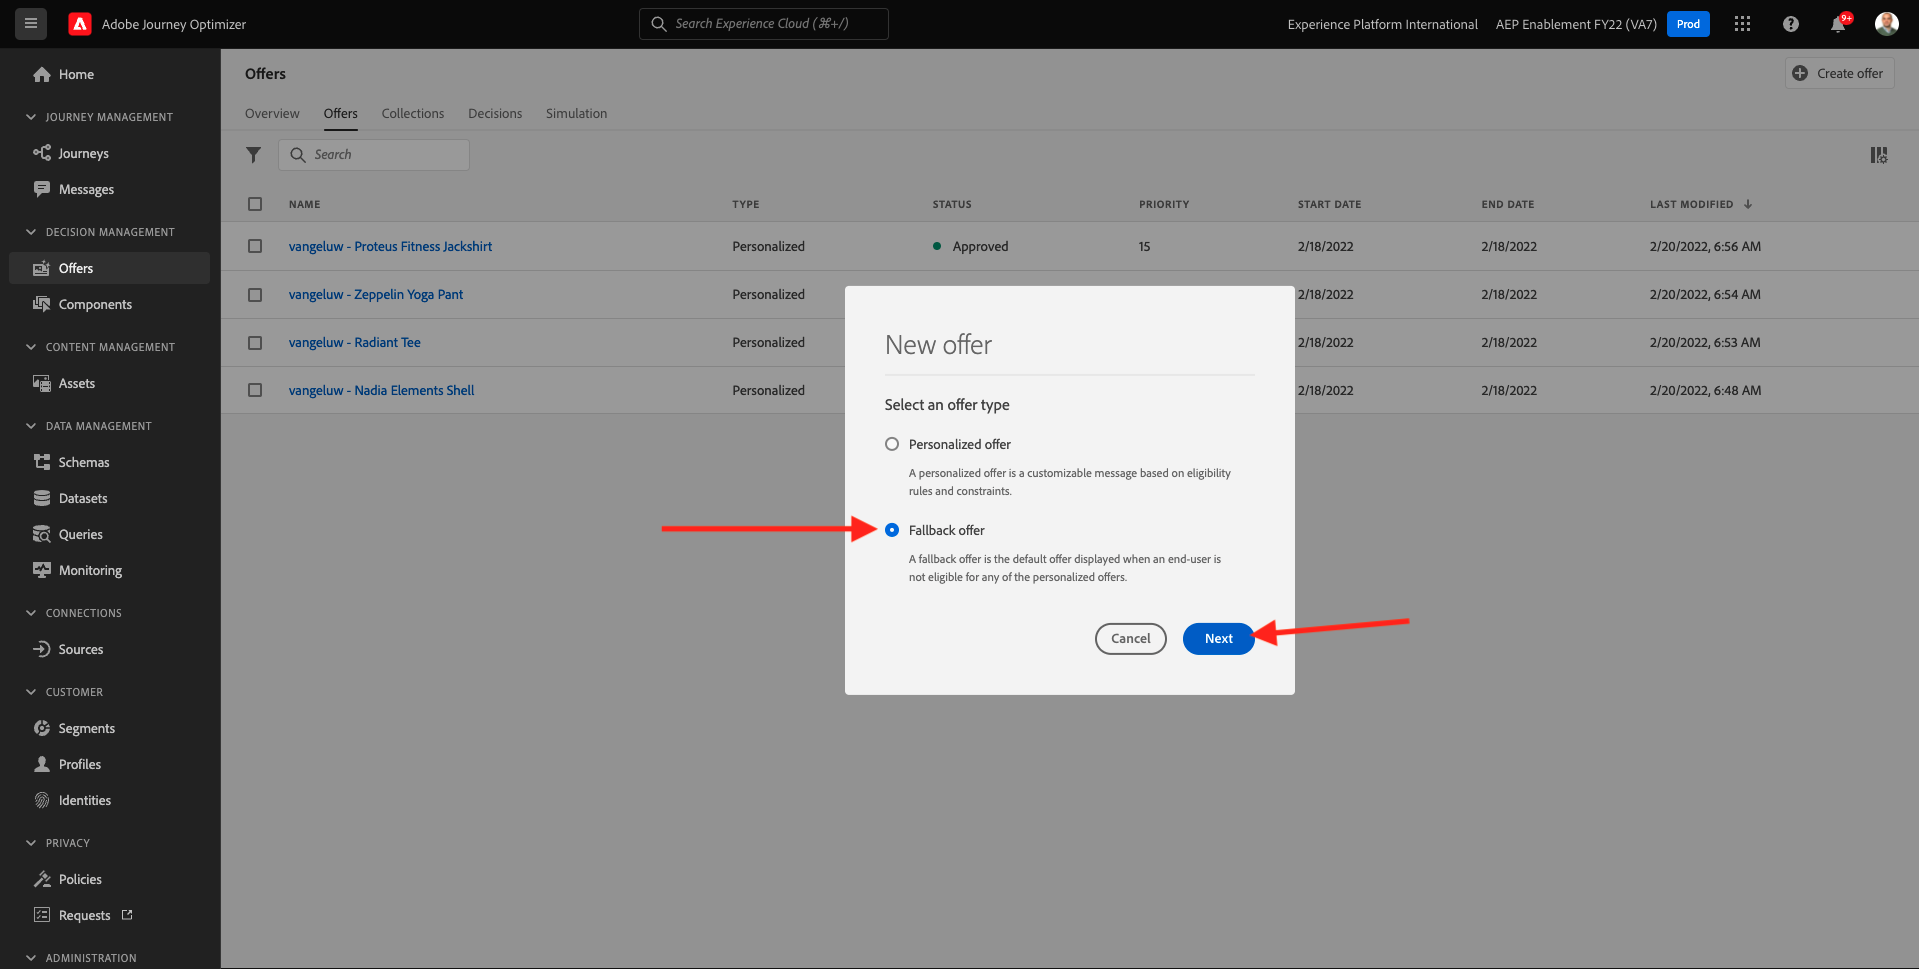 Adobe Journey Optimizer
Search Experience Cloud (⌘+/)
Experience Platform International
AEP Enablement FY22 (VA7)
Prod
9+
Home
JOURNEY MANAGEMENT
Journeys
Messages
DECISION MANAGEMENT
Offers
Components
CONTENT MANAGEMENT
Assets
DATA MANAGEMENT
Schemas
Datasets
Queries
Monitoring
CONNECTIONS
Sources
CUSTOMER
Segments
Profiles
Identities
PRIVACY
Policies
Requests
ADMINISTRATION
Offers
Create offer
Overview Offers Collections Decisions Simulation
Search
NAME TYPE STATUS PRIORITY START DATE END DATE LAST MODIFIED
vangeluw - Proteus Fitness Jackshirt Personalized Approved 15 2/18/2022 2/18/2022 2/20/2022, 6:56 AM
vangeluw - Zeppelin Yoga Pant Personalized 2/18/2022 2/18/2022 2/20/2022, 6:54 AM
vangeluw - Radiant Tee Personalized 2/18/2022 2/18/2022 2/20/2022, 6:53 AM
vangeluw - Nadia Elements Shell Personalized 2/18/2022 2/18/2022 2/20/2022, 6:48 AM
New offer
Select an offer type
Personalized offer
A personalized offer is a customizable message based on eligibility
rules and constraints.
Fallback offer
A fallback offer is the default offer displayed when an end-user is
not eligible for any of the personalized offers.
Cancel Next